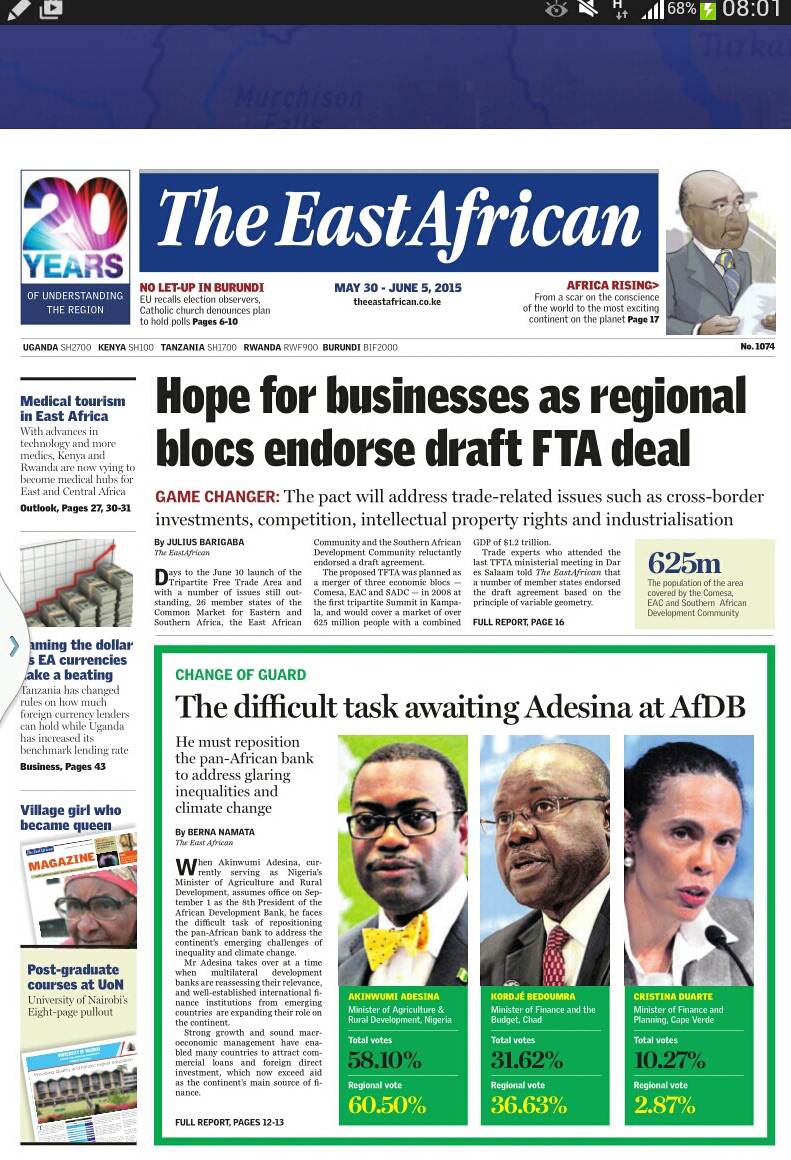 H
68%
08:01
Turka
Murchison
Falls
20
YEARS
OF UNDERSTANDING
THE REGION
The EastAfrican
NO LET-UP IN BURUNDI
EU recalls election observers,
Catholic church denounces plan
to hold polls Pages 6-10
MAY 30 - JUNE 5, 2015
theeastafrican.co.ke
AFRICA RISING>
From a scar on the conscience
of the world to the most exciting
continent on the planet Page 17
UGANDA SH2700 KENYA SH100 TANZANIA SH1700 RWANDA RWF900 BURUNDI BIF2000
No. 1074
Medical tourism
in East Africa
With advances in
technology and more
medics, Kenya and
Rwanda are now vying to
become medical hubs for
East and Central Africa
Outlook, Pages 27, 30-31
aming the dollar
s EA currencies
ake a beating
Tanzania has changed
rules on how much
foreign currency lenders
can hold while Uganda
has increased its
benchmark lending rate
Business, Pages 43
Village girl who
became queen
MAGAZINE
Post-graduate
courses at UoN
University of Nairobi's
Eight-page pullout
UNIVERSITY OF NAIROBI
Hope for businesses as regional
blocs endorse draft FTA deal
GAME CHANGER: The pact will address trade-related issues such as cross-border
investments, competition, intellectual property rights and industrialisation
By JULIUS BARIGABA
The EastAfrican
Days to the June 10 launch of the
Tripartite Free Trade Area and
with a number of issues still out-
standing, 26 member states of the
Common Market for Eastern and
Southern Africa, the East African
Community and the Southern African
Development Community reluctantly
endorsed a draft agreement.
The proposed TFTA was planned as
a merger of three economic blocs —
Comesa, EAC and SADC — in 2008 at
the first tripartite Summit in Kampa-
la, and would cover a market of over
625 million people with a combined
GDP of $1.2 trillion.
Trade experts who attended the
last TFTA ministerial meeting in Dar
es Salaam told The EastAfrican that
a number of member states endorsed
the draft agreement based on the
principle of variable geometry.
FULL REPORT, PAGE 16
625m
The population of the area
covered by the Comesa,
EAC and Southern African
Development Community
CHANGE OF GUARD
The difficult task awaiting Adesina at AfDB
He must reposition
the pan-African bank
to address glaring
inequalities and
climate change
By BERNA NAMATA
The East African
When Akinwumi Adesina, cur-
rently serving as Nigeria's
Minister of Agriculture and Rural
Development, assumes office on Sep-
tember 1 as the 8th President of the
African Development Bank, he faces
the difficult task of repositioning
the pan-African bank to address the
continent's emerging challenges of
inequality and climate change.
Mr Adesina takes over at a time
when multilateral development
banks are reassessing their relevance,
and well-established international fi-
nance institutions from emerging
countries are expanding their role on
the continent.
Strong growth and sound macr-
oeconomic management have ena-
bled many countries to attract com-
mercial loans and foreign direct
investment, which now exceed aid
as the continent's main source of fi-
nance.
FULL REPORT, PAGES 12-13
AKINWUMI ADESINA
Minister of Agriculture &
Rural Development, Nigeria
Total votes
58.10%
Regional vote
60.50%
KORDJÉ BEDOUMRA
Minister of Finance and the
Budget, Chad
Total votes
31.62%
Regional vote
36.63%
CRISTINA DUARTE
Minister of Finance and
Planning, Cape Verde
Total votes
10.27%
Regional vote
2.87%